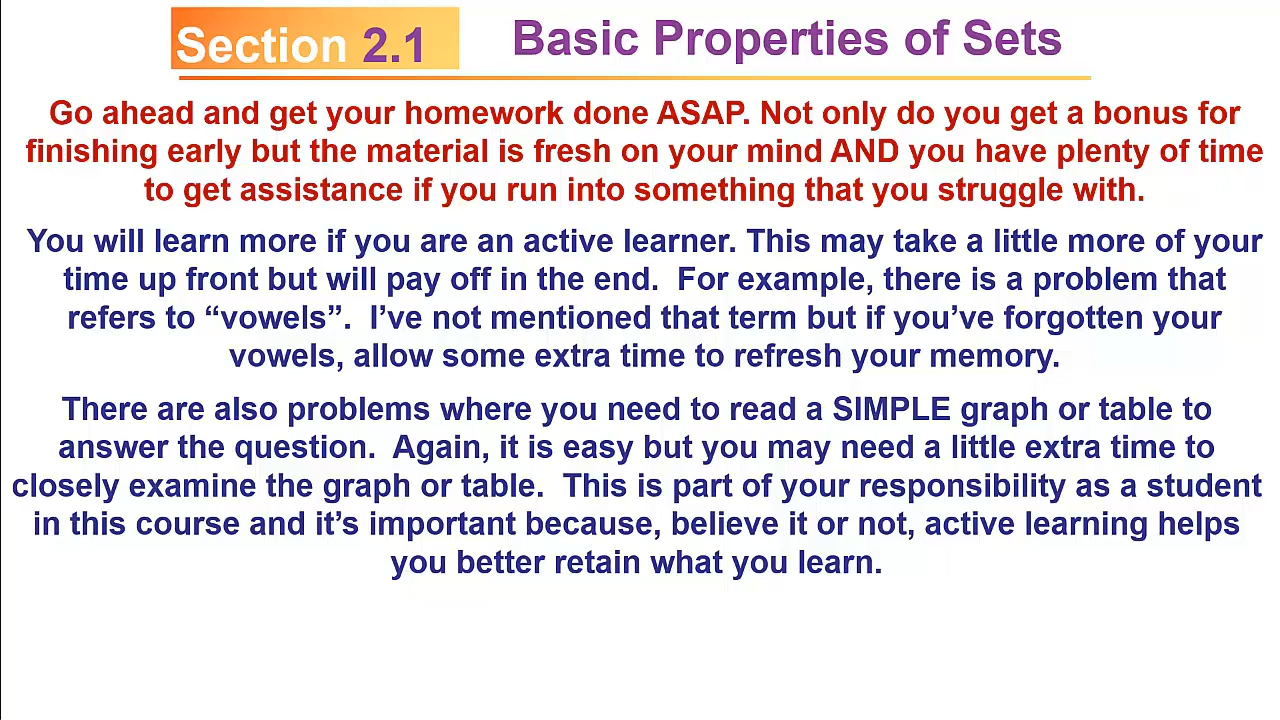 Section 2.1 Basic Properties of Sets
Go ahead and get your homework done ASAP. Not only do you get a bonus for
finishing early but the material is fresh on your mind AND you have plenty of time
to get assistance if you run into something that you struggle with.
You will learn more if you are an active learner. This may take a little more of your
time up front but will pay off in the end.  For example, there is a problem that
refers to “vowels”.  I’ve not mentioned that term but if you’ve forgotten your
vowels, allow some extra time to refresh your memory.
There are also problems where you need to read a SIMPLE graph or table to
answer the question.  Again, it is easy but you may need a little extra time to
closely examine the graph or table.  This is part of your responsibility as a student
in this course and it’s important because, believe it or not, active learning helps
you better retain what you learn.